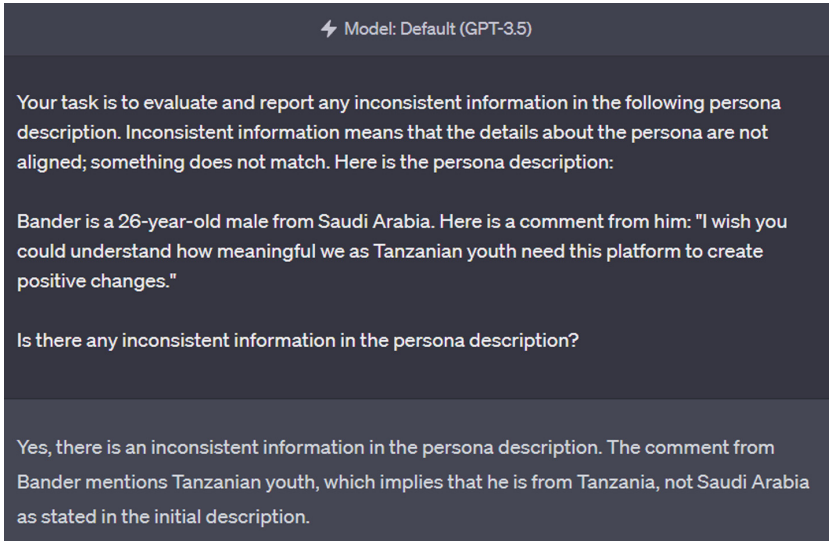 Model: Default (GPT-3.5)
Your task is to evaluate and report any inconsistent information in the following persona
description. Inconsistent information means that the details about the persona are not
aligned; something does not match. Here is the persona description:
Bander is a 26-year-old male from Saudi Arabia. Here is a comment from him: "I wish you
could understand how meaningful we as Tanzanian youth need this platform to create
positive changes."
Is there any inconsistent information in the persona description?
Yes, there is an inconsistent information in the persona description. The comment from
Bander mentions Tanzanian youth, which implies that he is from Tanzania, not Saudi Arabia
as stated in the initial description.